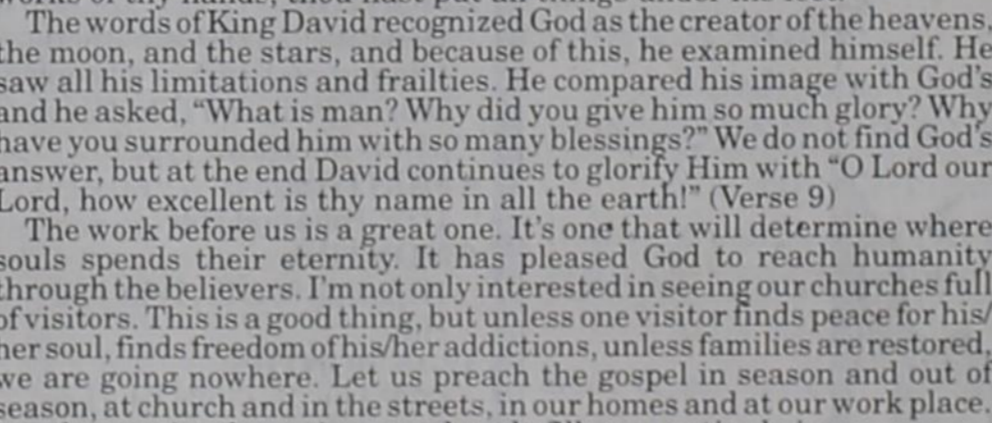 The words of King David recognized God as the creator of the heavens,
the moon, and the stars, and because of this, he examined himself. He
saw all his limitations and frailties. He compared his image with God's
and he asked, "What is man? Why did you give him so much glory? Why
have you surrounded him with so many blessings?" We do not find God's
answer, but at the end David continues to glorify Him with "O Lord our
Lord, how excellent is thy name in all the earth!" (Verse 9)
The work before us is a great one. It's one that will determine where
souls spends their eternity. It has pleased God to reach humanity
through the believers. I'm not only interested in seeing our churches full
of visitors. This is a good thing, but unless one visitor finds peace for his/
her soul, finds freedom of his/her addictions, unless families are restored,
we are going nowhere. Let us preach the gospel in season and out of
season, at church and in the streets, in our homes and at our work place.